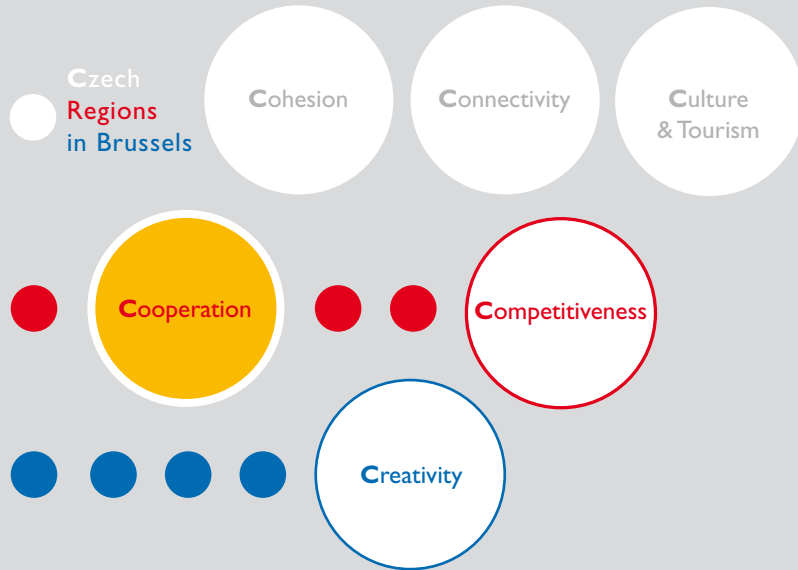 Czech
Regions
in Brussels
Cohesion
Connectivity
Culture
& Tourism
Cooperation
Competitiveness
Creativity